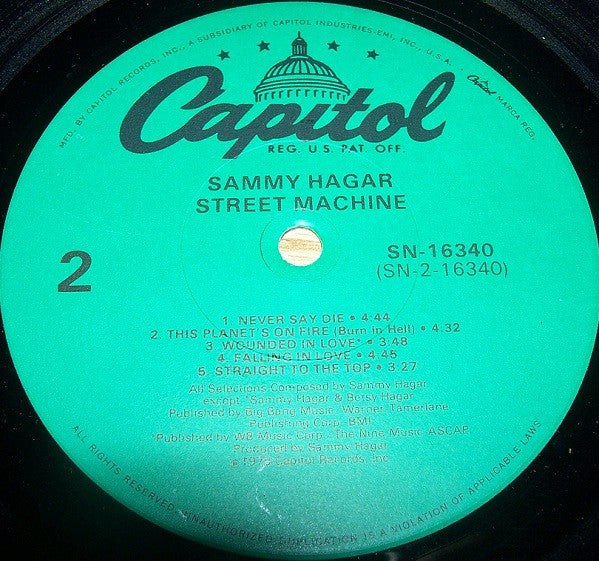 MFD. BY CAPITOL RECORDS, INC., A SUBSIDIARY OF CAPITOL INDUSTRIES-EMI, INC., U.S.A. • Capitol MARCA REG.
Capitol
REG. U.S. PAT. OFF.
SAMMY HAGAR
STREET MACHINE
2
SN-16340
(SN-2-16340)
1. NEVER SAY DIE • 4:44
2. THIS PLANET'S ON FIRE (Burn In Hell) • 4:32
3. WOUNDED IN LOVE* • 3:48
4. FALLING IN LOVE • 4:45
5. STRAIGHT TO THE TOP • 3:27
All Selections Composed by Sammy Hagar
except *Sammy Hagar & Betsy Hagar
Published by Big Bang Music - Warner, Tamerlane
Publishing Corp. BMI
*Published by WB Music Corp. - The Nine Music ASCAP
Produced by Sammy Hagar
℗ 1979 Capitol Records, Inc.
ALL RIGHTS RESERVED. UNAUTHORIZED DUPLICATION IS A VIOLATION OF APPLICABLE LAWS